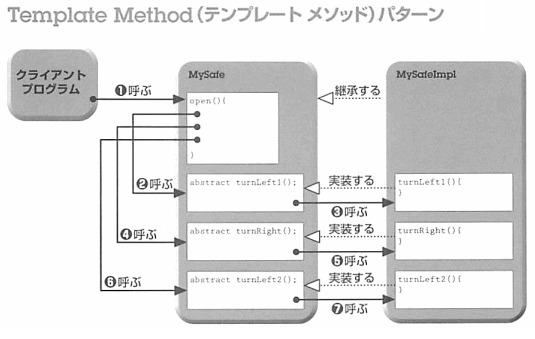 Template Method(テンプレート メソッド)パターン
クライアント
プログラム
MySafe
MySafeImpl
❶呼ぶ
open(){
}
継承する
❷呼ぶ
abstract turnLeft1();
実装する
turnLeft1(){
}
❸呼ぶ
❹呼ぶ
abstract turnRight();
実装する
turnRight(){
}
❺呼ぶ
❻呼ぶ
abstract turnLeft2();
実装する
turnLeft2(){
}
❼呼ぶ